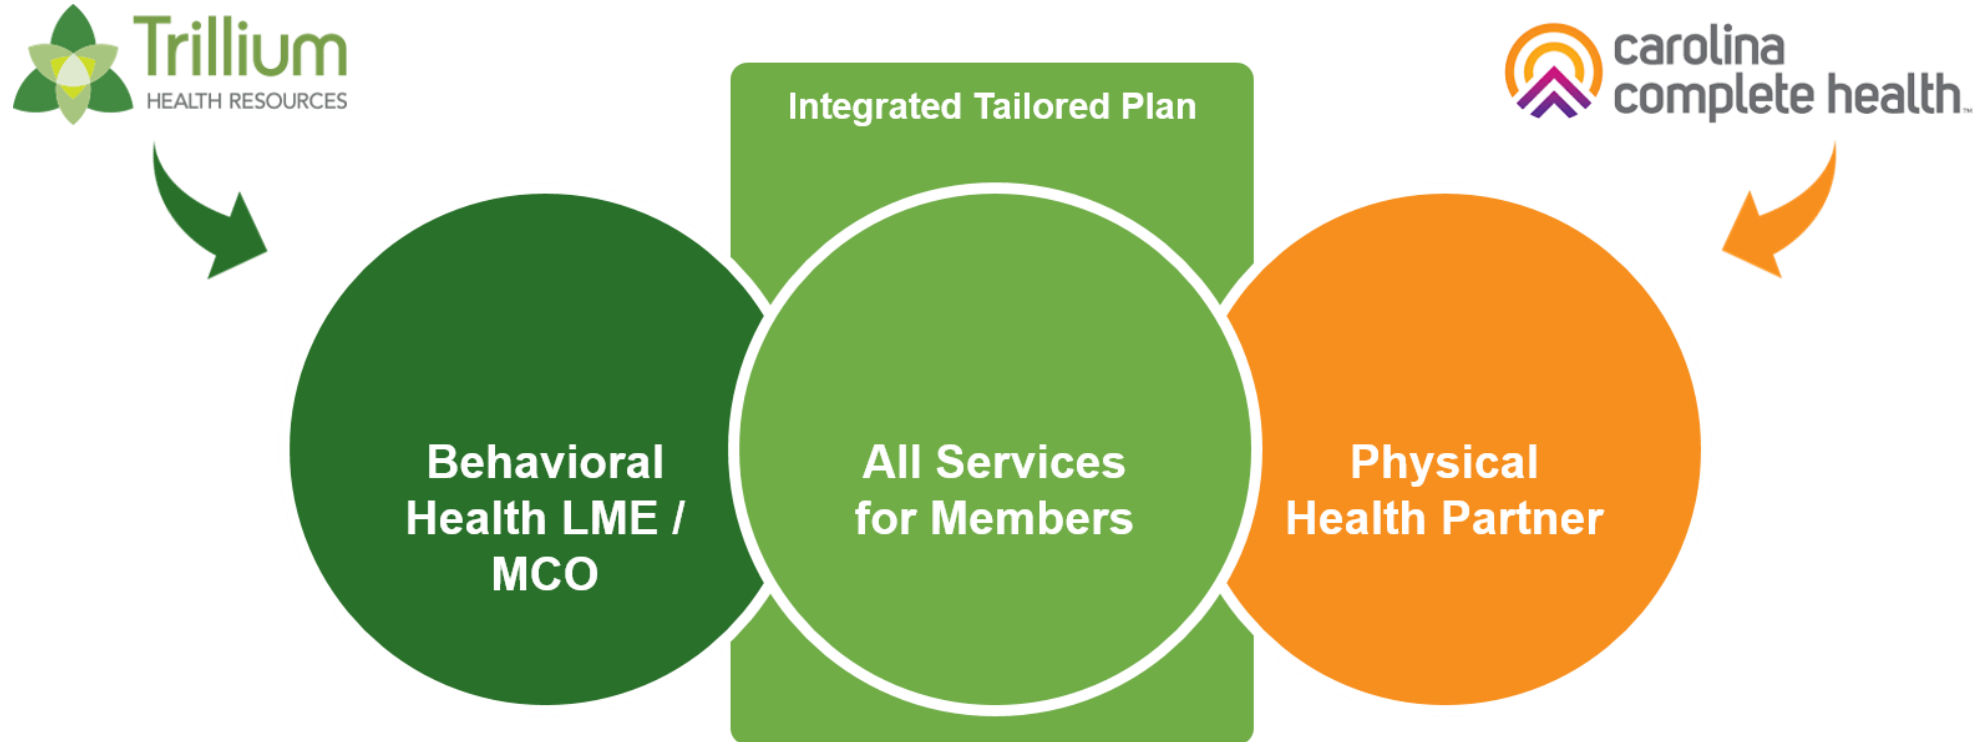 Trillium
HEALTH RESOURCES
carolina
complete health™
Integrated Tailored Plan
Behavioral
Health LME /
MCO
All Services
for Members
Physical
Health Partner